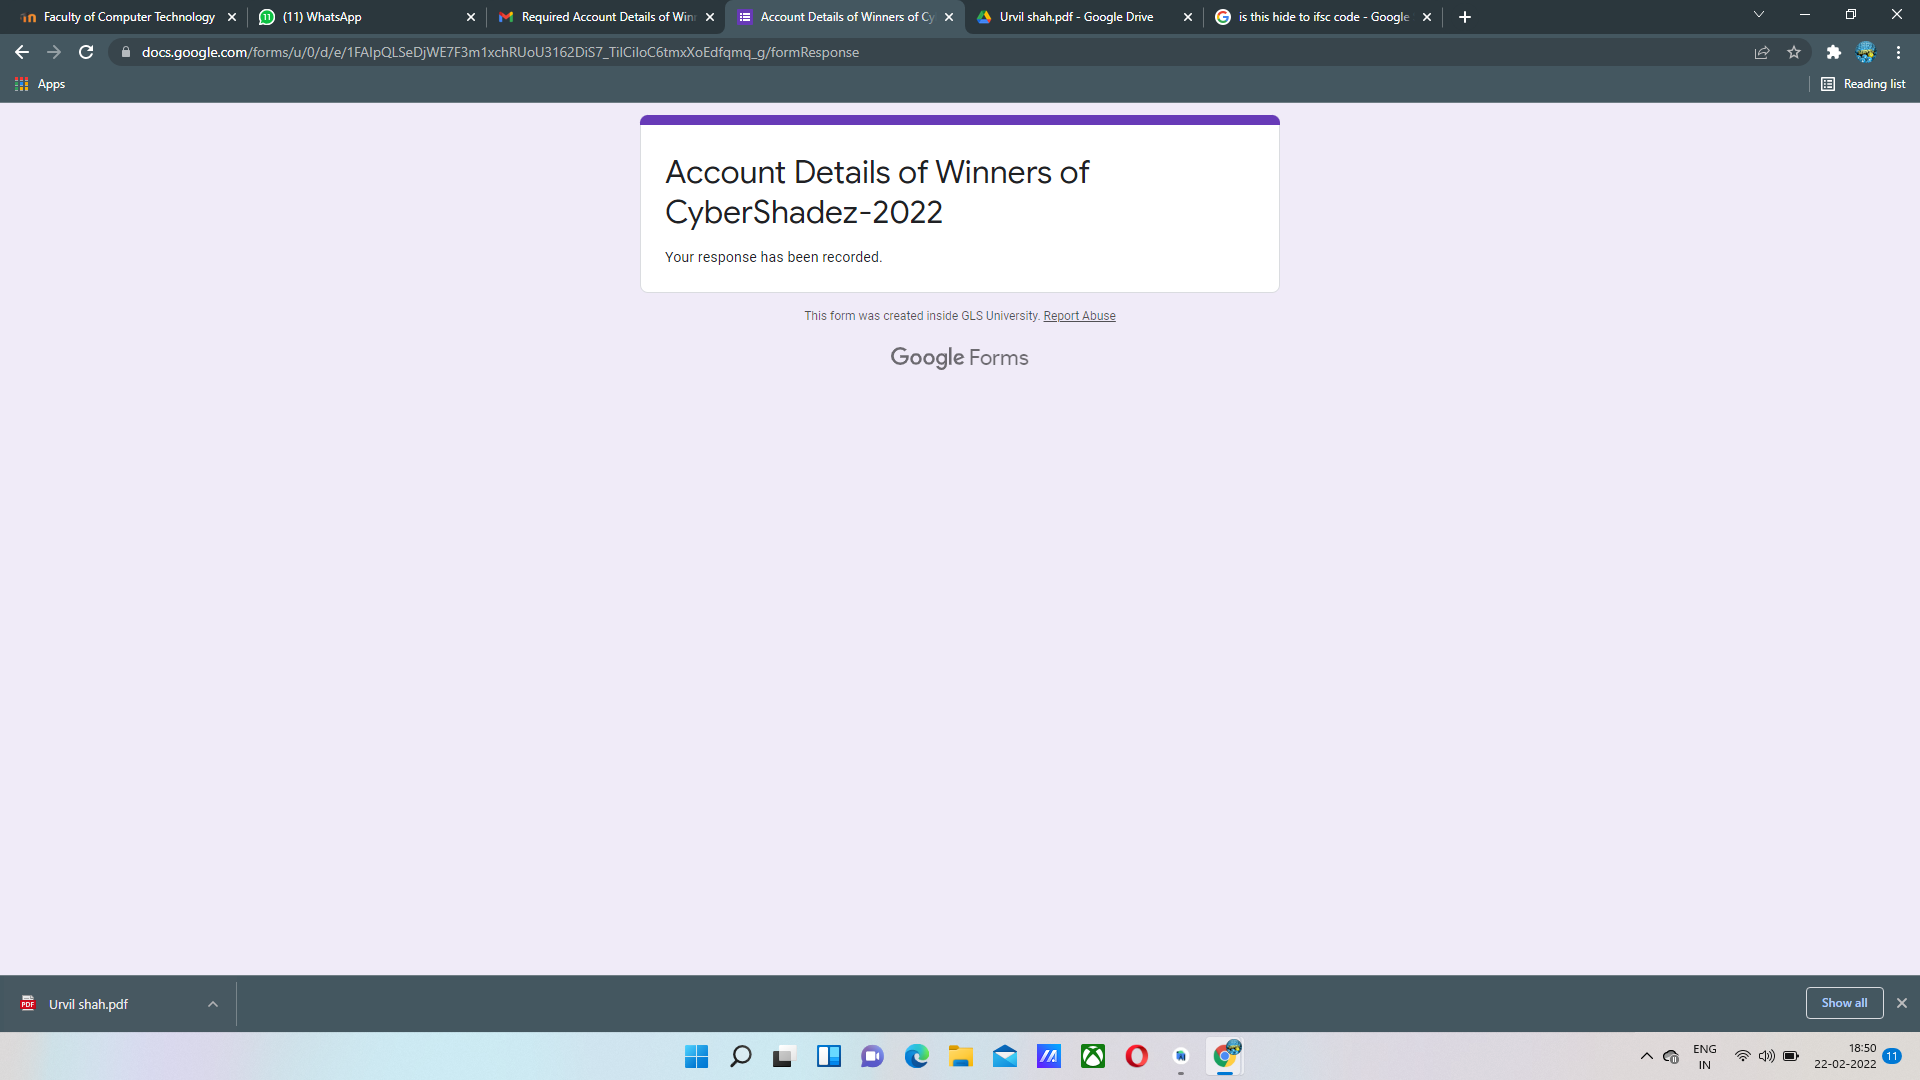 Faculty of Computer Technology
(11) WhatsApp
Required Account Details of Win
Account Details of Winners of Cy
Urvil shah.pdf - Google Drive
is this hide to ifsc code - Google
docs.google.com/forms/u/0/d/e/1FAIpQLSeDjWE7F3m1xchRUoU3162DiS7_TilCiloC6tmxXoEdfqmq_g/formResponse
Apps
Reading list
Account Details of Winners of
CyberShadez-2022
Your response has been recorded.
This form was created inside GLS University. Report Abuse
Google Forms
PDF
Urvil shah.pdf
Show all
ENG
IN
18:50
22-02-2022
11